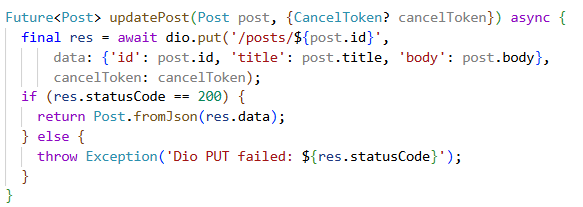 Future<Post> updatePost(Post post, {CancelToken? cancelToken}) async {
  final res = await dio.put('/posts/${post.id}',
      data: {'id': post.id, 'title': post.title, 'body': post.body},
      cancelToken: cancelToken);
  if (res.statusCode == 200) {
    return Post.fromJson(res.data);
  } else {
    throw Exception('Dio PUT failed: ${res.statusCode}');
  }
}